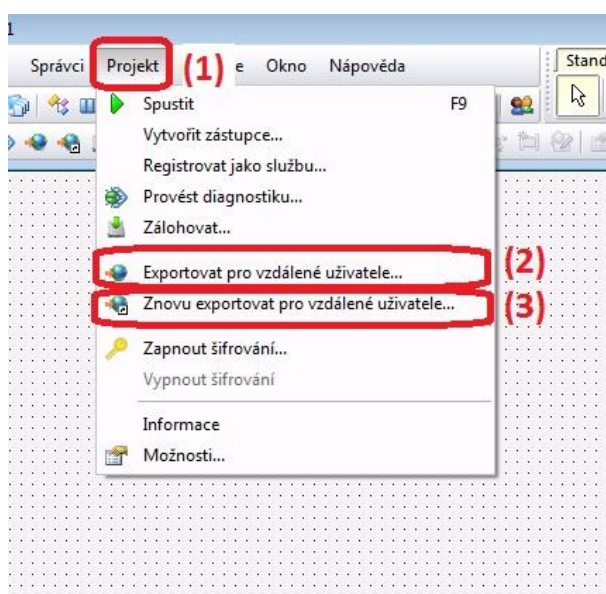 1
Správci Projekt (1) e Okno Nápověda
Stand
Spustit F9
Vytvořit zástupce...
Registrovat jako službu...
Provést diagnostiku...
Zálohovat...
Exportovat pro vzdálené uživatele... (2)
Znovu exportovat pro vzdálené uživatele... (3)
Zapnout šifrování...
Vypnout šifrování
Informace
Možnosti...